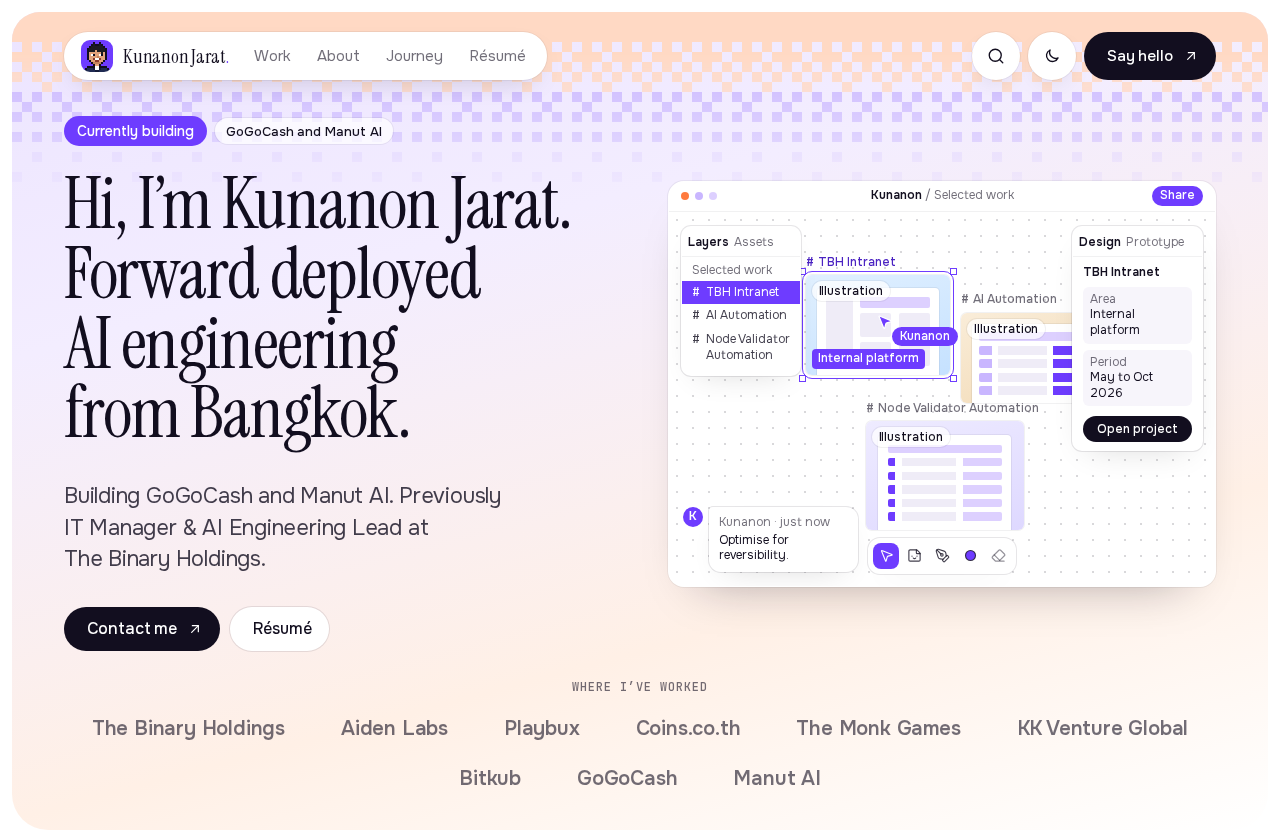 Kunanon Jarat.
Work
About
Journey
Résumé
Say hello
Currently building
GoGoCash and Manut AI
Hi, I’m Kunanon Jarat.
Forward deployed
AI engineering
from Bangkok.
Building GoGoCash and Manut AI. Previously
IT Manager & AI Engineering Lead at
The Binary Holdings.
Contact me
Résumé
Kunanon / Selected work
Share
Layers Assets
Selected work
# TBH Intranet
# AI Automation
# Node Validator
Automation
# TBH Intranet
Illustration
Kunanon
Internal platform
# AI Automation
Illustration
# Node Validator Automation
Illustration
Design Prototype
TBH Intranet
Area
Internal
platform
Period
May to Oct
2026
Open project
K
Kunanon · just now
Optimise for
reversibility.
WHERE I’VE WORKED
The Binary Holdings
Aiden Labs
Playbux
Coins.co.th
The Monk Games
KK Venture Global
Bitkub
GoGoCash
Manut AI